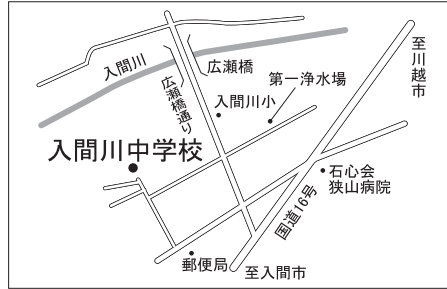 入間川
広瀬橋
広瀬橋通り
至川越市
第一浄水場
入間川小
入間川中学校
石心会
狭山病院
国道16号
郵便局
至入間市